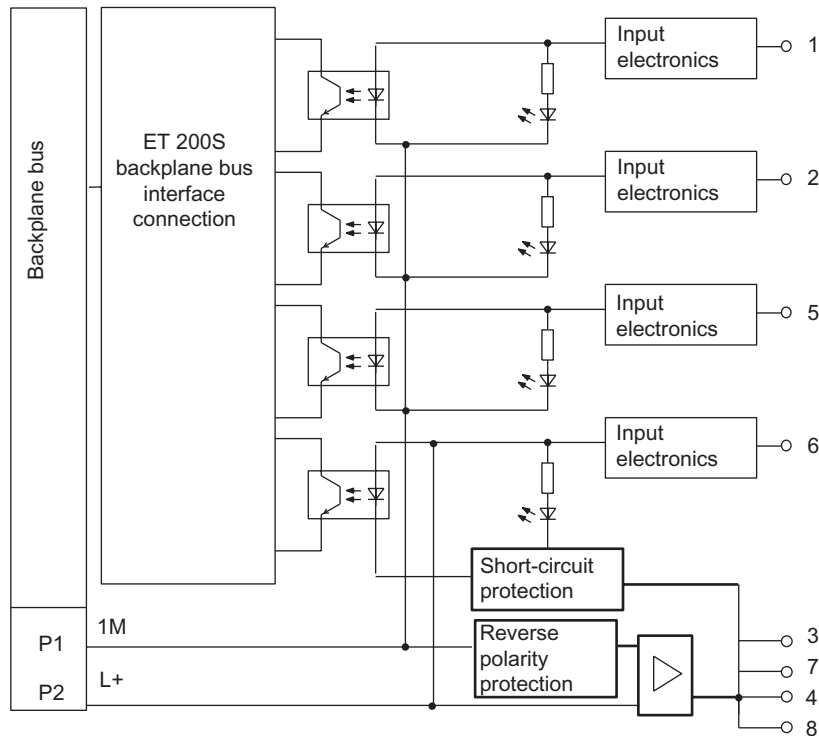 Backplane bus
ET 200S
backplane bus
interface
connection
Input
electronics
1
Input
electronics
2
Input
electronics
5
Input
electronics
6
Short-circuit
protection
P1
1M
Reverse
polarity
protection
3
7
P2
L+
4
8